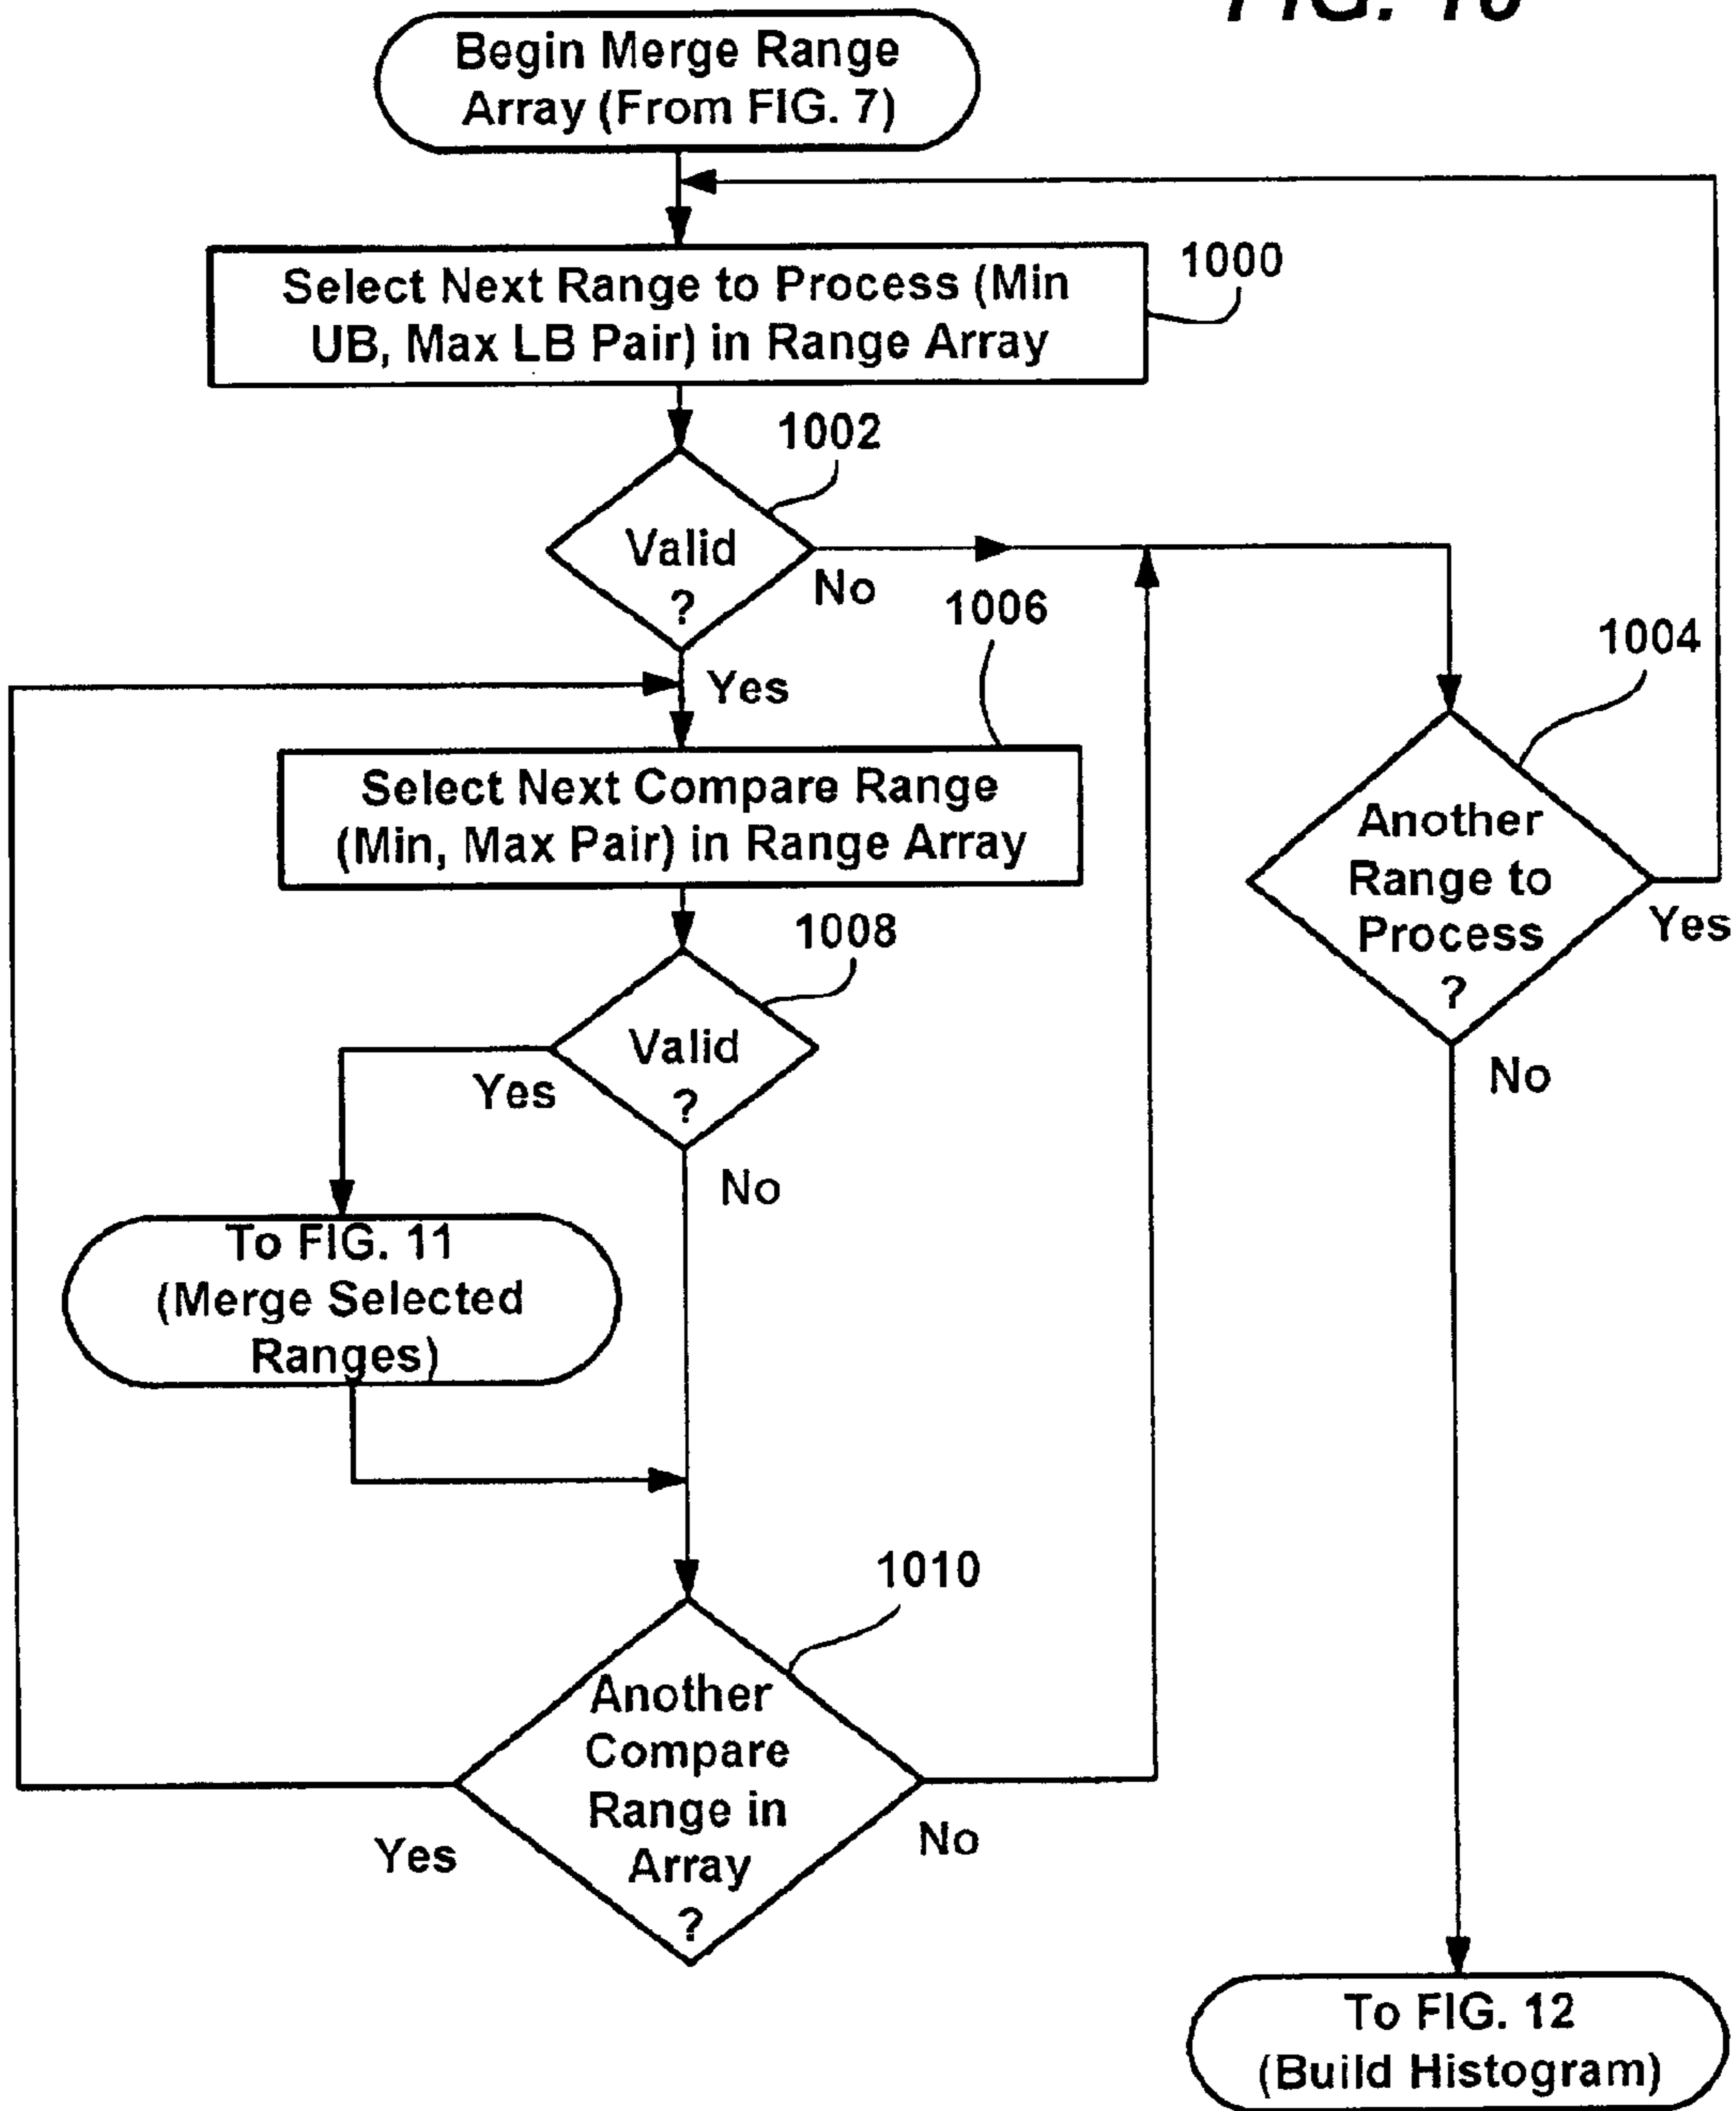 Begin Merge Range
Array (From FIG. 7)
1000
Select Next Range to Process (Min
UB, Max LB Pair) in Range Array
1002
Valid
?
No
1006
1004
Yes
Select Next Compare Range
(Min, Max Pair) in Range Array
Another
Range to
Process
?
Yes
1008
Valid
?
Yes
No
No
To FIG. 11
(Merge Selected
Ranges)
1010
Another
Compare
Range in
Array
?
Yes
No
To FIG. 12
(Build Histogram)